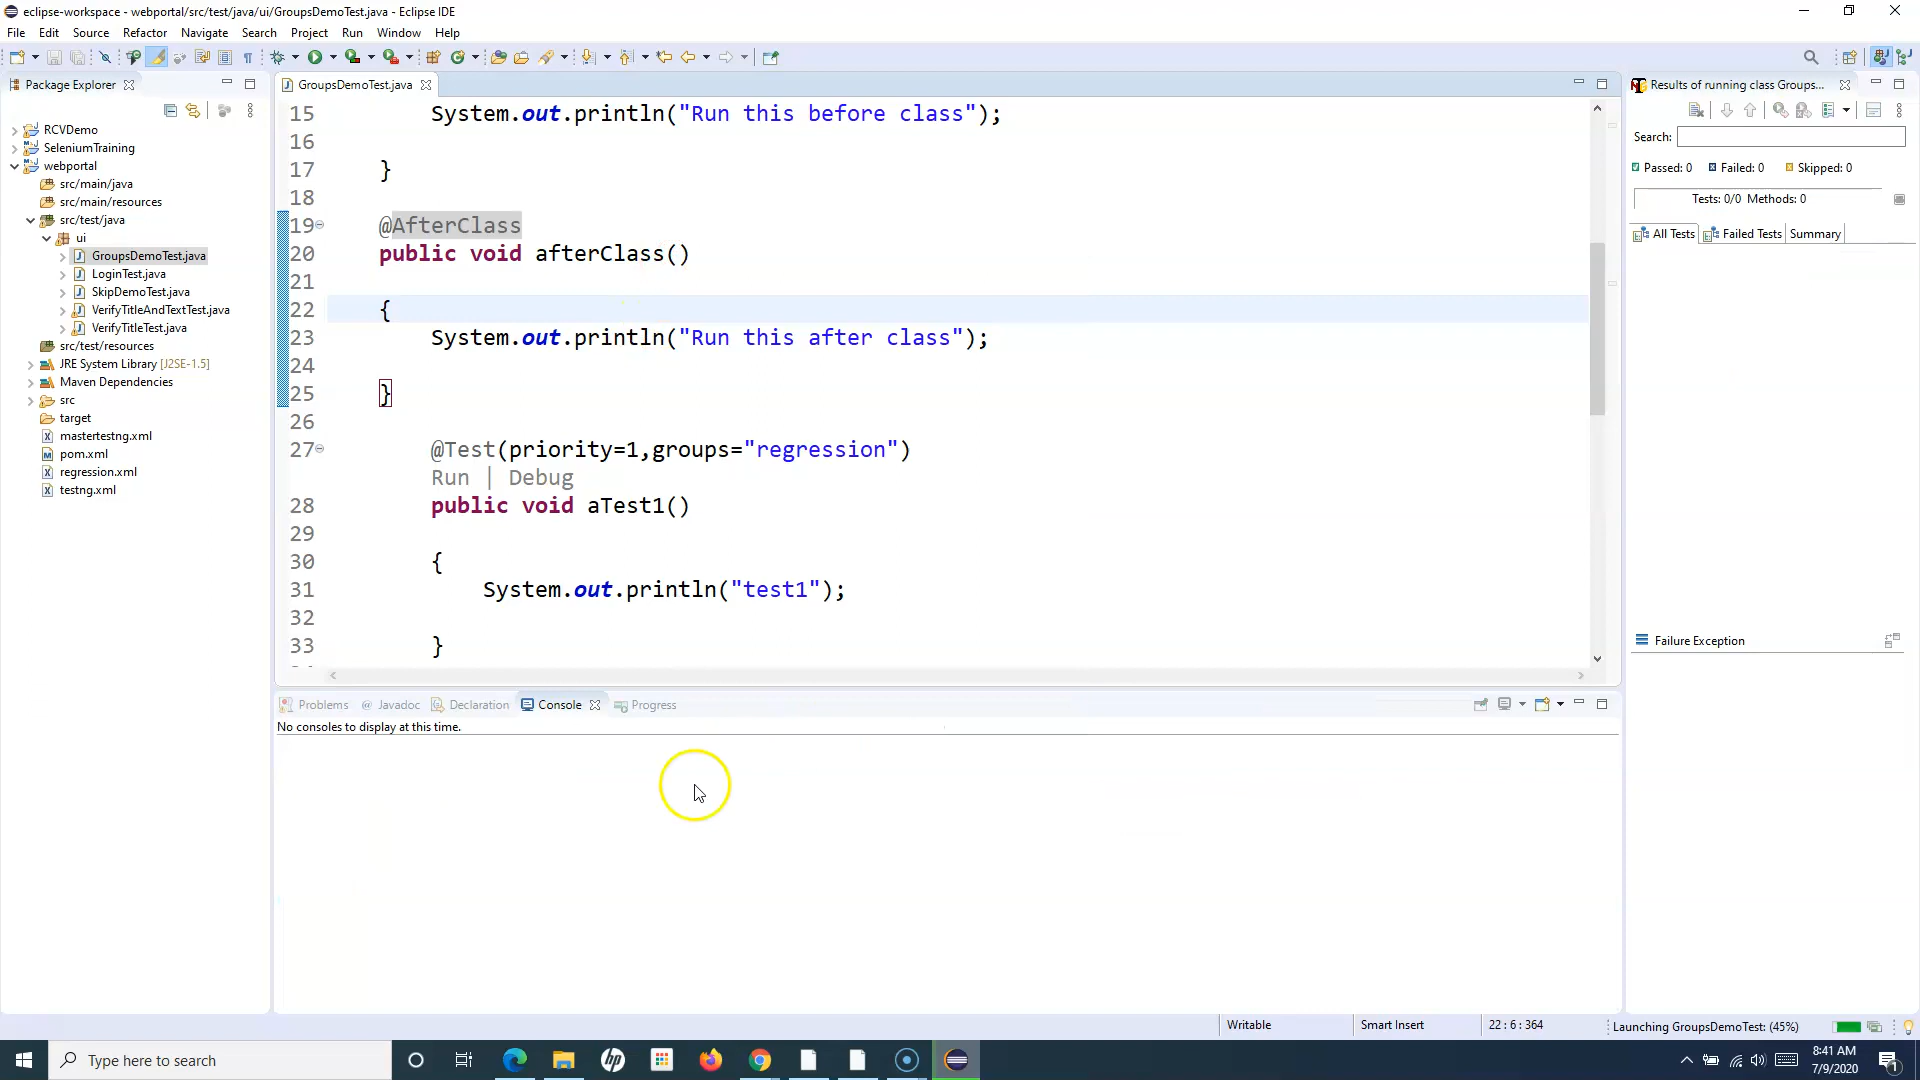 eclipse-workspace - webportal/src/test/java/ui/GroupsDemoTest.java - Eclipse IDE
File Edit Source Refactor Navigate Search Project Run Window Help
Package Explorer
RCVDemo
SeleniumTraining
webportal
src/main/java
src/main/resources
src/test/java
ui
GroupsDemoTest.java
LoginTest.java
SkipDemoTest.java
VerifyTitleAndTextTest.java
VerifyTitleTest.java
src/test/resources
JRE System Library [J2SE-1.5]
Maven Dependencies
src
target
mastertestng.xml
pom.xml
regression.xml
testng.xml
GroupsDemoTest.java
15 System.out.println("Run this before class");
16
17 }
18
19 @AfterClass
20 public void afterClass()
21
22 {
23 System.out.println("Run this after class");
24
25 }
26
27 @Test(priority=1,groups="regression")
Run | Debug
28 public void aTest1()
29
30 {
31 System.out.println("test1");
32
33 }
Problems @ Javadoc Declaration Console Progress
No consoles to display at this time.
Results of running class Groups...
Search:
Passed: 0 Failed: 0 Skipped: 0
Tests: 0/0 Methods: 0
All Tests Failed Tests Summary
Failure Exception
Writable Smart Insert 22 : 6 : 364 Launching GroupsDemoTest: (45%)
Type here to search
hp
8:41 AM
7/9/2020
1